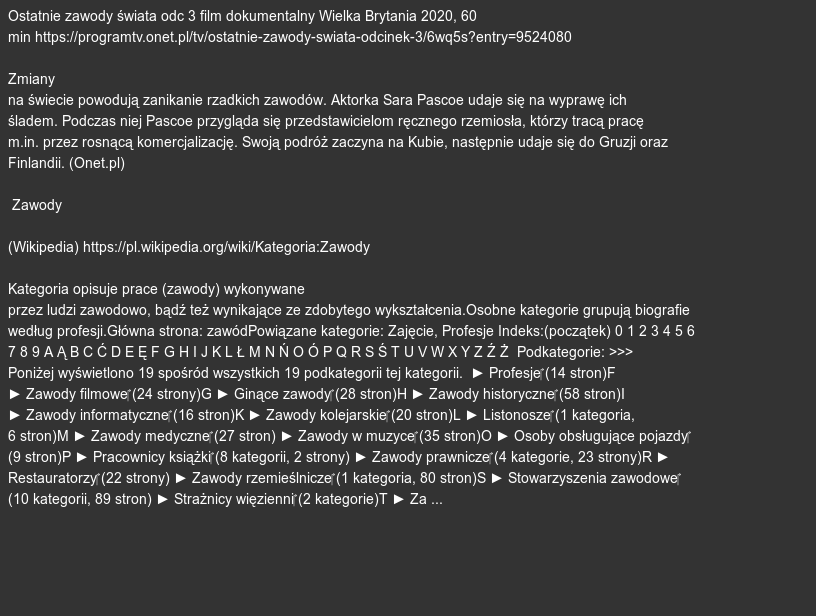 Ostatnie zawody świata odc 3 film dokumentalny Wielka Brytania 2020, 60
min https://programtv.onet.pl/tv/ostatnie-zawody-swiata-odcinek-3/6wq5s?entry=9524080
Zmiany
na świecie powodują zanikanie rzadkich zawodów. Aktorka Sara Pascoe udaje się na wyprawę ich
śladem. Podczas niej Pascoe przygląda się przedstawicielom ręcznego rzemiosła, którzy tracą pracę
m.in. przez rosnącą komercjalizację. Swoją podróż zaczyna na Kubie, następnie udaje się do Gruzji oraz
Finlandii. (Onet.pl)
Zawody
(Wikipedia) https://pl.wikipedia.org/wiki/Kategoria:Zawody
Kategoria opisuje prace (zawody) wykonywane
przez ludzi zawodowo, bądź też wynikające ze zdobytego wykształcenia.Osobne kategorie grupują biografie
według profesji.Główna strona: zawódPowiązane kategorie: Zajęcie, Profesje Indeks:(początek) 0 1 2 3 4 5 6
7 8 9 A Ą B C Ć D E Ę F G H I J K L Ł M N Ń O Ó P Q R S Ś T U V W X Y Z Ź Ż  Podkategorie: >>>
Poniżej wyświetlono 19 spośród wszystkich 19 podkategorii tej kategorii.  ► Profesje (14 stron)F
► Zawody filmowe (24 strony)G ► Ginące zawody (28 stron)H ► Zawody historyczne (58 stron)I
► Zawody informatyczne (16 stron)K ► Zawody kolejarskie (20 stron)L ► Listonosze (1 kategoria,
6 stron)M ► Zawody medyczne (27 stron) ► Zawody w muzyce (35 stron)O ► Osoby obsługujące pojazdy
(9 stron)P ► Pracownicy książki (8 kategorii, 2 strony) ► Zawody prawnicze (4 kategorie, 23 strony)R ►
Restauratorzy (22 strony) ► Zawody rzemieślnicze (1 kategoria, 80 stron)S ► Stowarzyszenia zawodowe
(10 kategorii, 89 stron) ► Strażnicy więzienni (2 kategorie)T ► Za ...